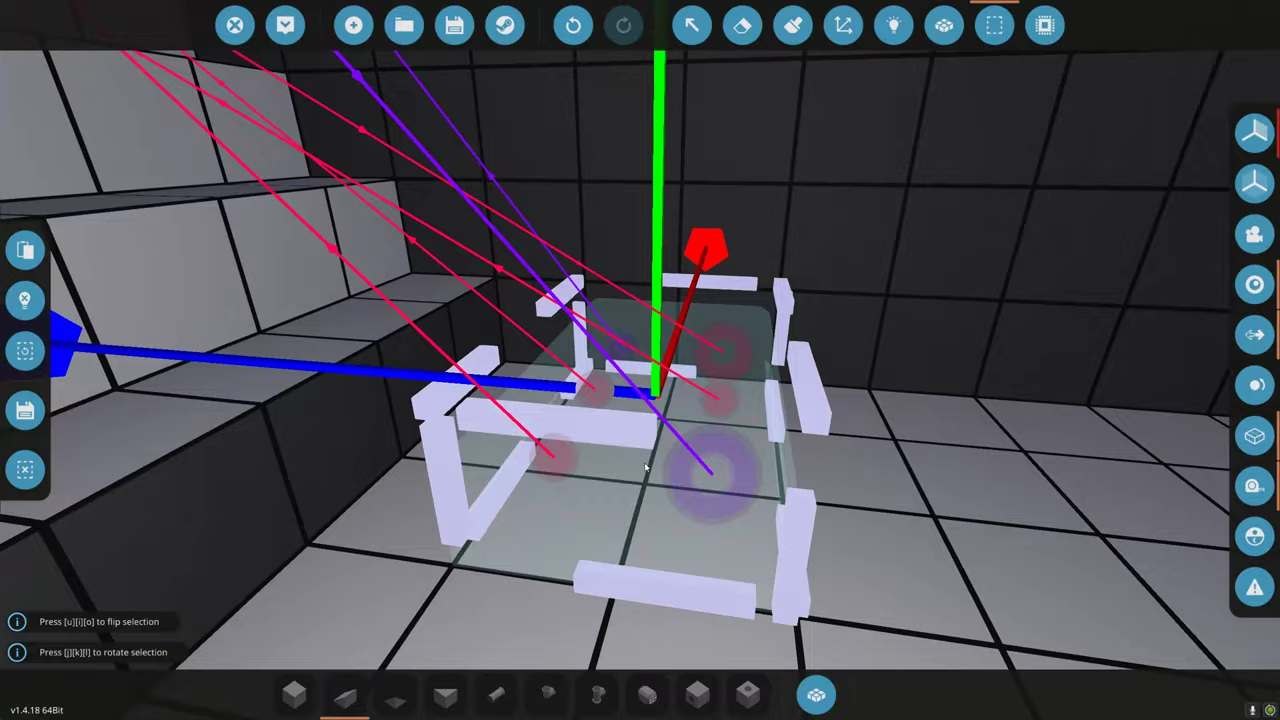 Press [u][i][o] to flip selection
Press [j][k][l] to rotate selection
v1.4.18 64Bit